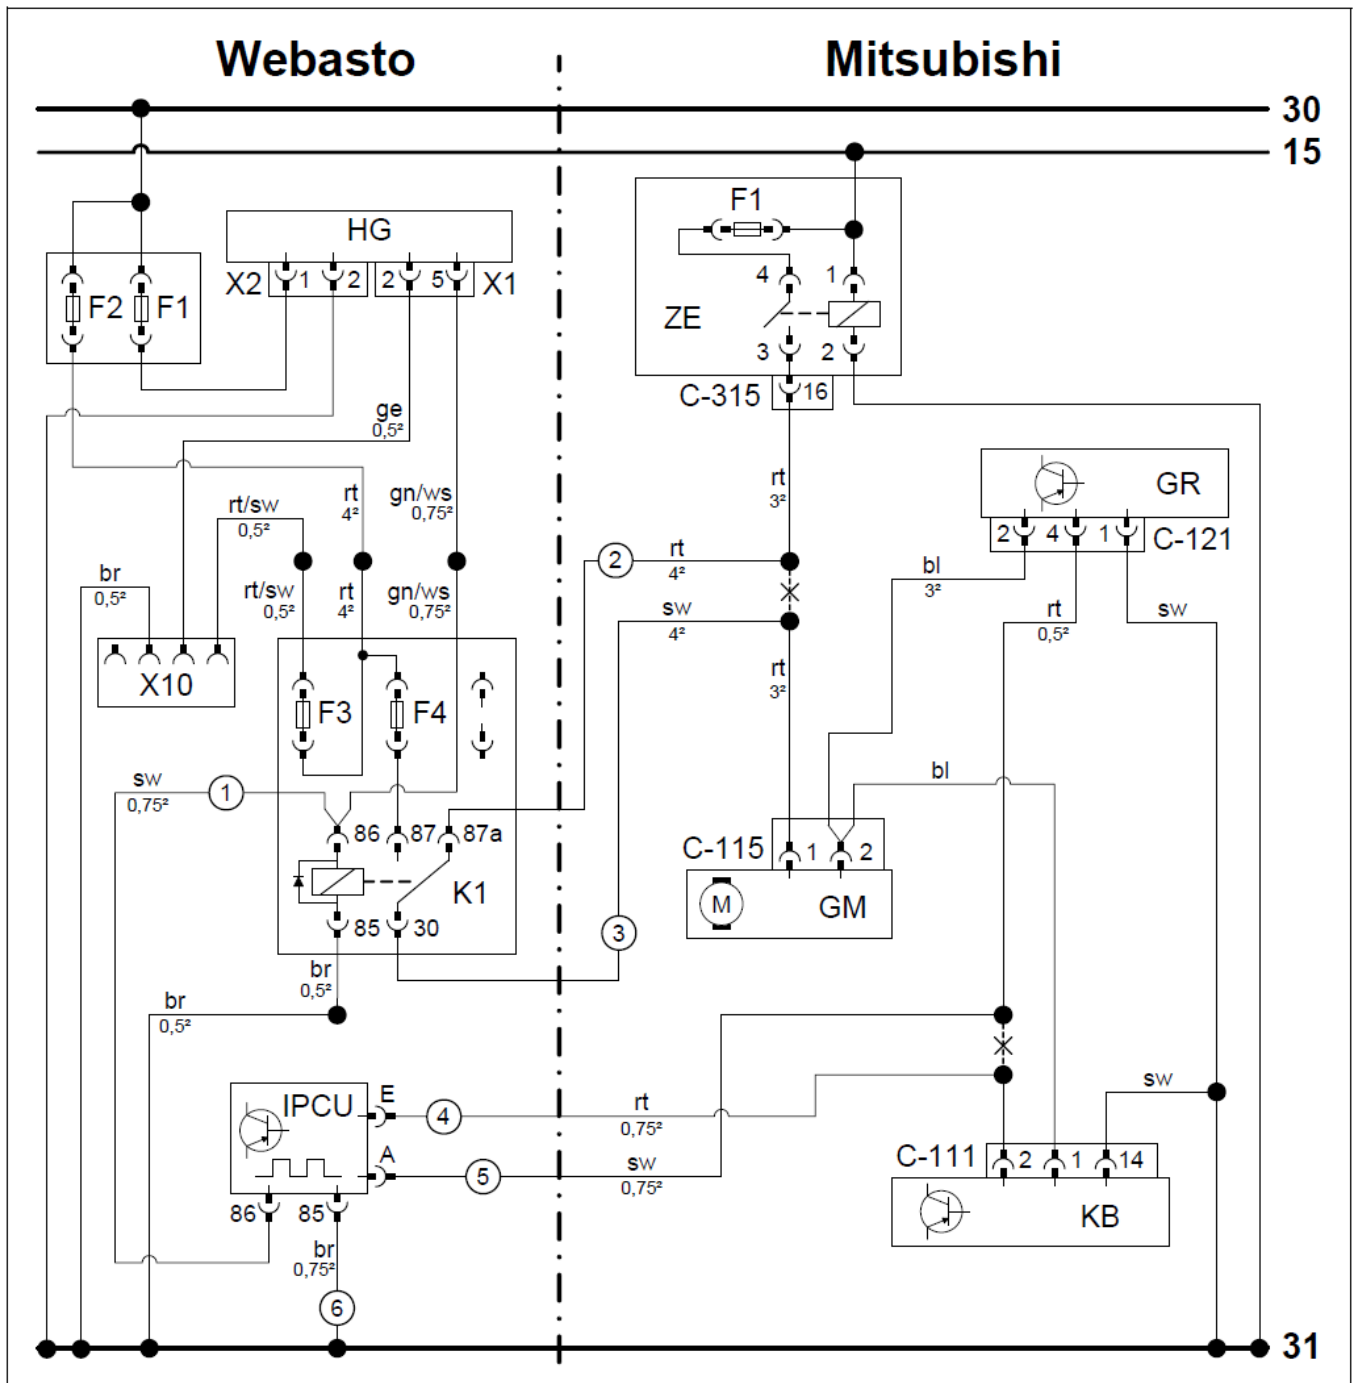 Webasto
Mitsubishi
30
15
HG
X2
1
2
2
5
X1
F2
F1
F1
4
1
ZE
3
2
C-315
16
ge
0,5²
rt/sw
0,5²
rt
4²
gn/ws
0,75²
rt
3²
GR
2
4
1
C-121
br
0,5²
rt/sw
0,5²
rt
4²
gn/ws
0,75²
2
rt
4²
sw
4²
bl
3²
rt
0,5²
sw
X10
F3
F4
rt
3²
sw
0,75²
1
bl
86
87
87a
K1
85
30
C-115
1
2
M
GM
3
br
0,5²
br
0,5²
IPCU
E
4
rt
0,75²
A
5
sw
0,75²
sw
C-111
2
1
14
KB
86
85
br
0,75²
6
31